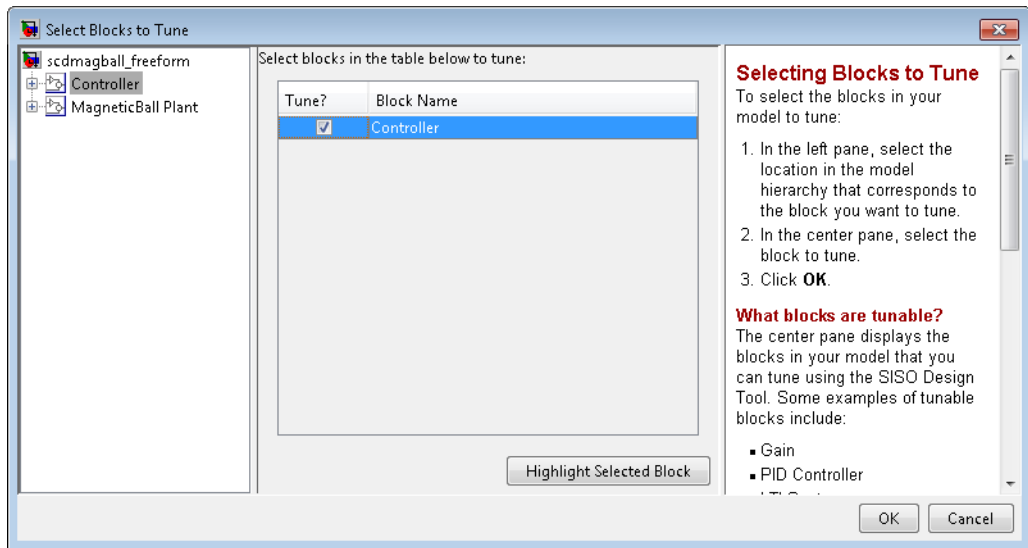 Select Blocks to Tune
scdmagball_freeform
Controller
MagneticBall Plant
Select blocks in the table below to tune:
Tune? Block Name
Controller
Highlight Selected Block
Selecting Blocks to Tune
To select the blocks in your
model to tune:
1. In the left pane, select the
location in the model
hierarchy that corresponds to
the block you want to tune.
2. In the center pane, select the
block to tune.
3. Click OK.
What blocks are tunable?
The center pane displays the
blocks in your model that you
can tune using the SISO Design
Tool. Some examples of tunable
blocks include:
▪ Gain
▪ PID Controller
OK Cancel